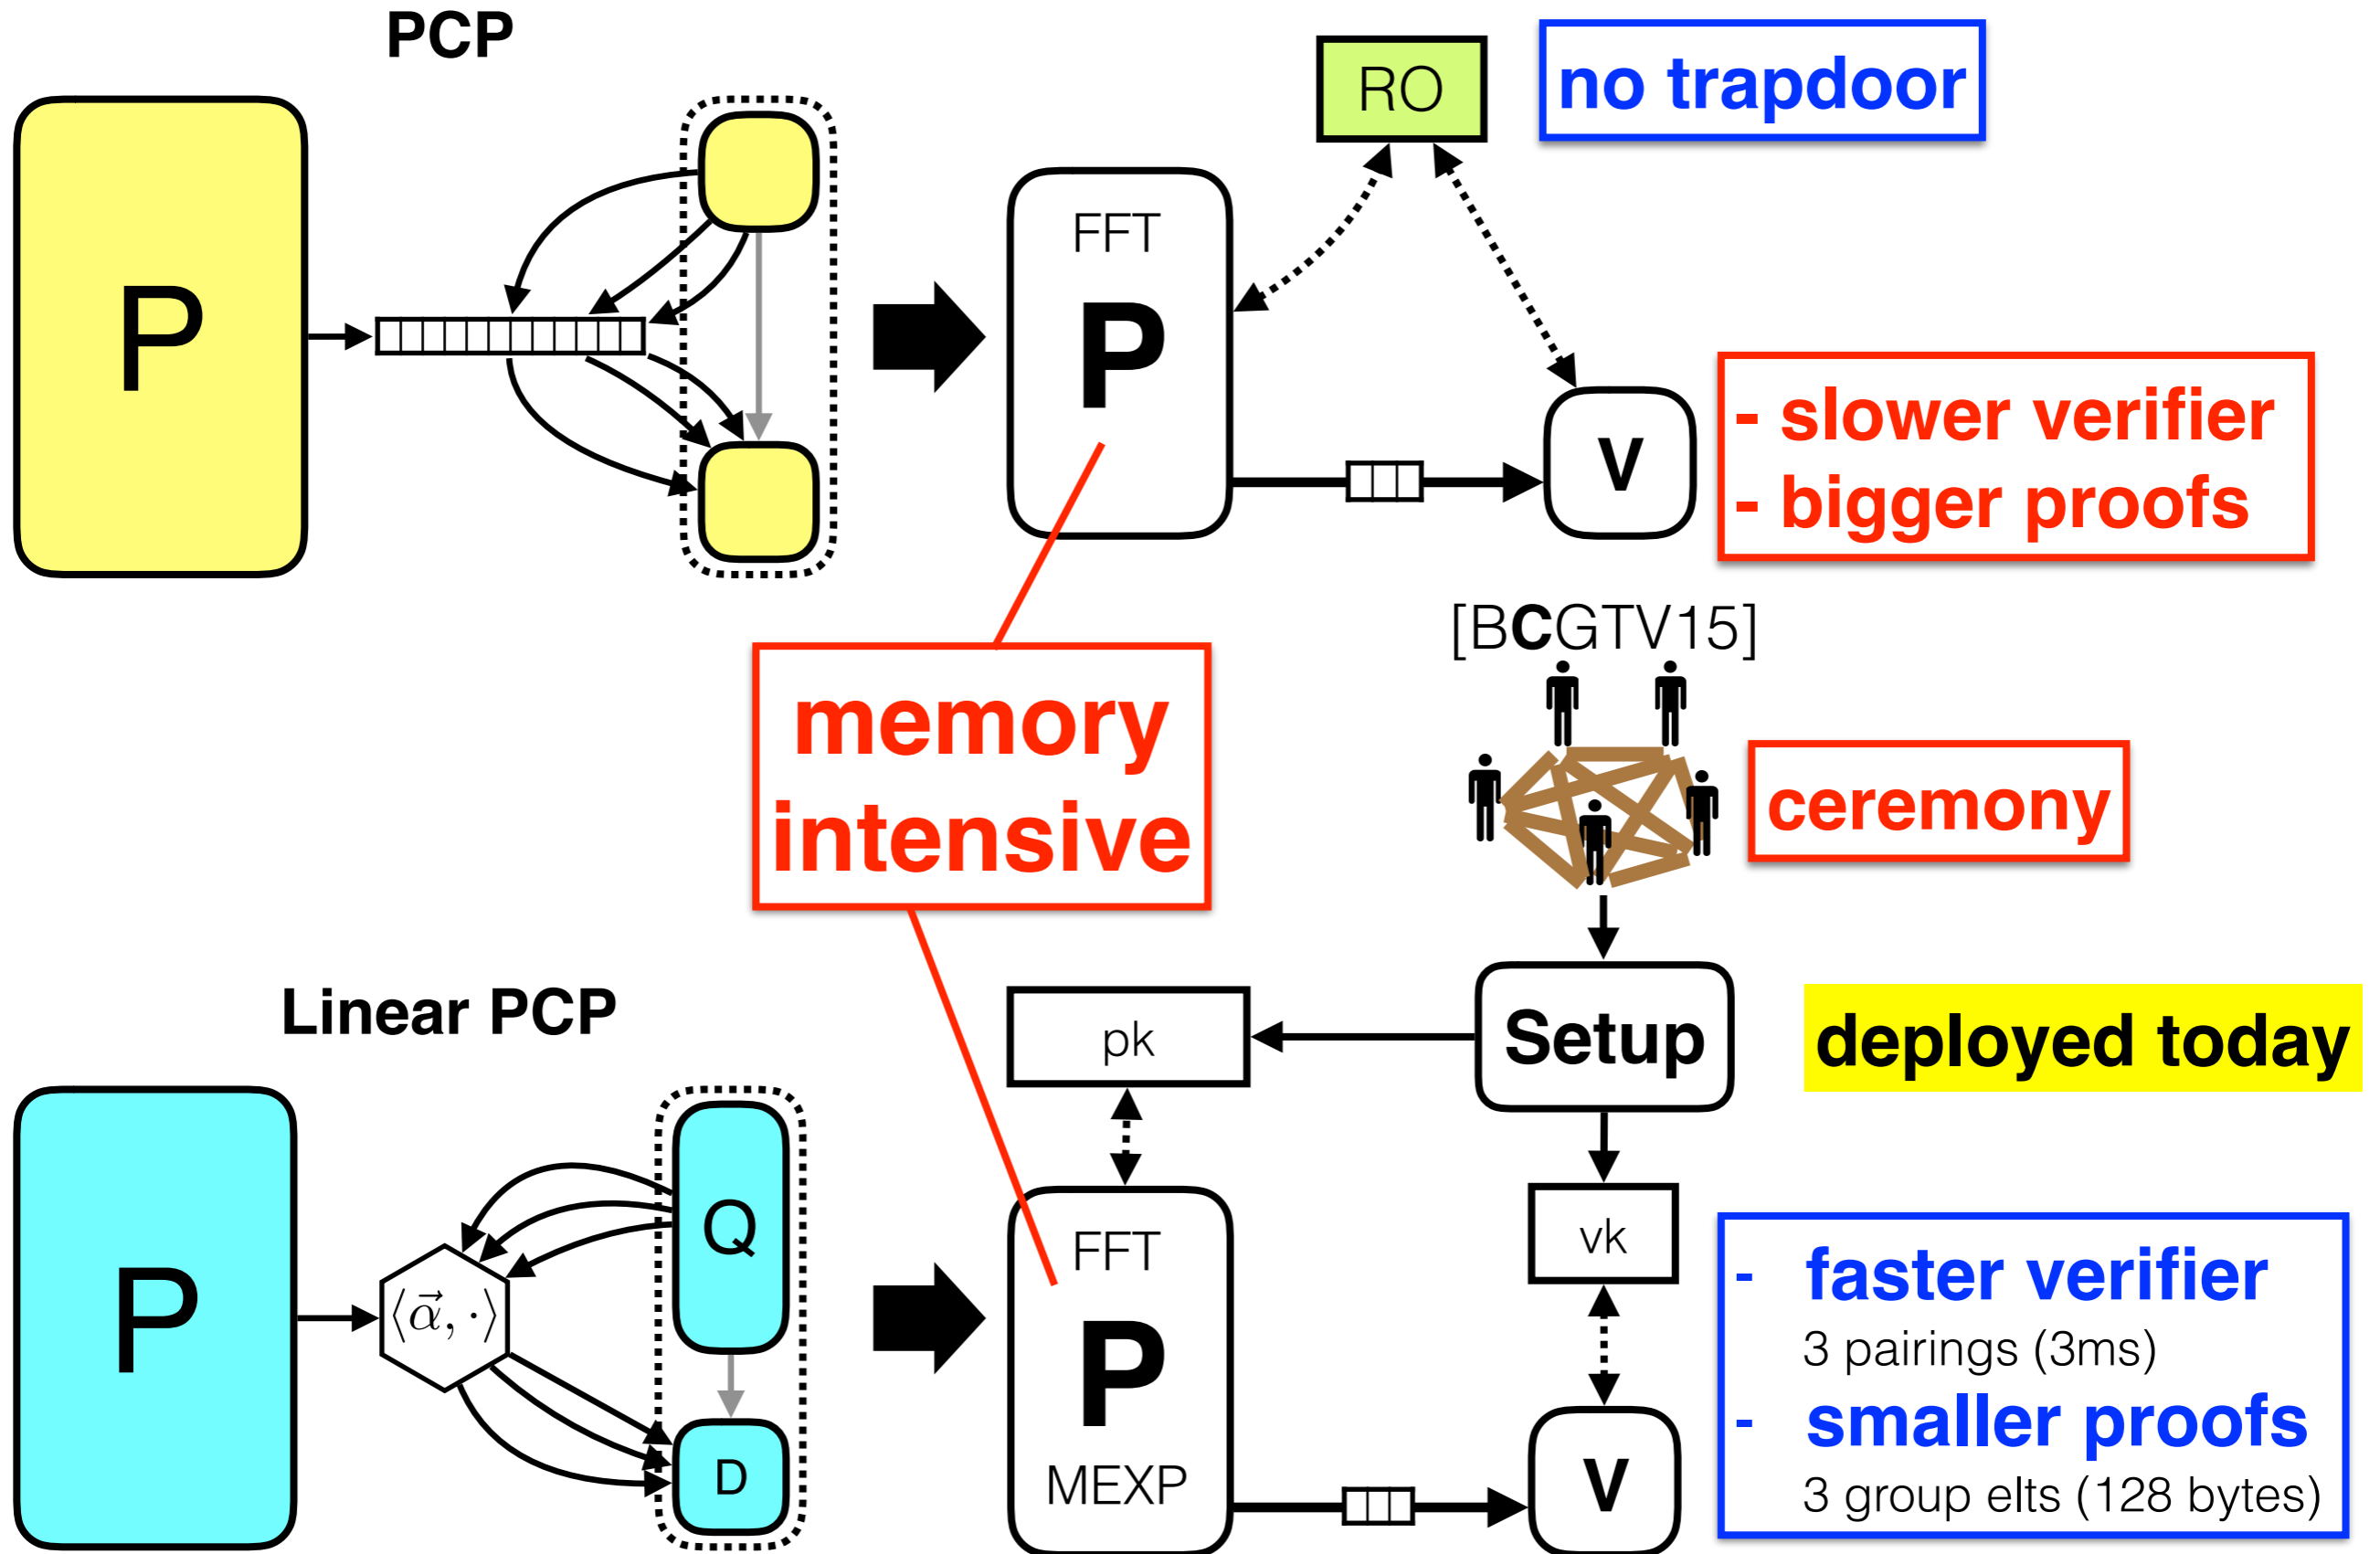 PCP
P
RO
no trapdoor
FFT
P
V
- slower verifier
- bigger proofs
[BCGTV15]
memory
intensive
ceremony
Linear PCP
pk
Setup
deployed today
P
⟨α⃗, ·⟩
Q
D
FFT
P
MEXP
vk
V
- faster verifier
3 pairings (3ms)
- smaller proofs
3 group elts (128 bytes)